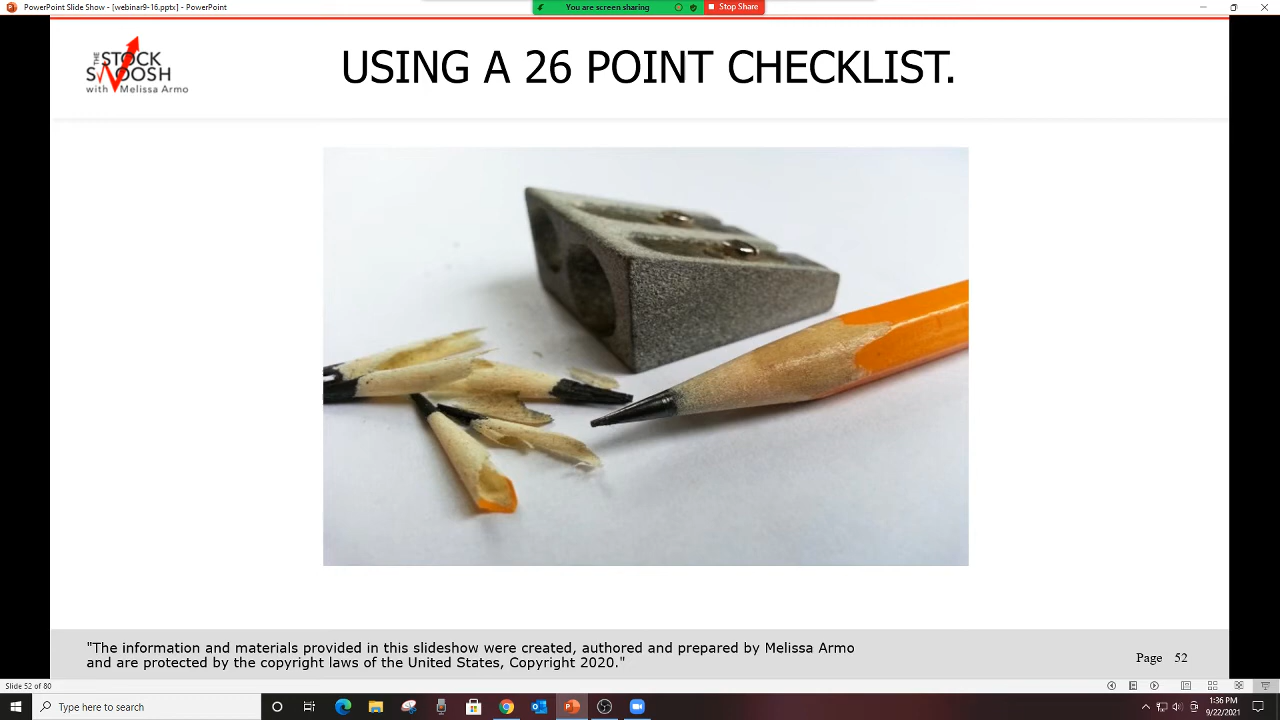 PowerPoint Slide Show - [webinar9-16.pptx] - PowerPoint
You are screen sharing
Stop Share
THE STOCK
SWOOSH
with Melissa Armo
USING A 26 POINT CHECKLIST.
"The information and materials provided in this slideshow were created, authored and prepared by Melissa Armo
and are protected by the copyright laws of the United States, Copyright 2020."
Page 52
Slide 52 of 80
Type here to search
1:36 PM
9/22/2021